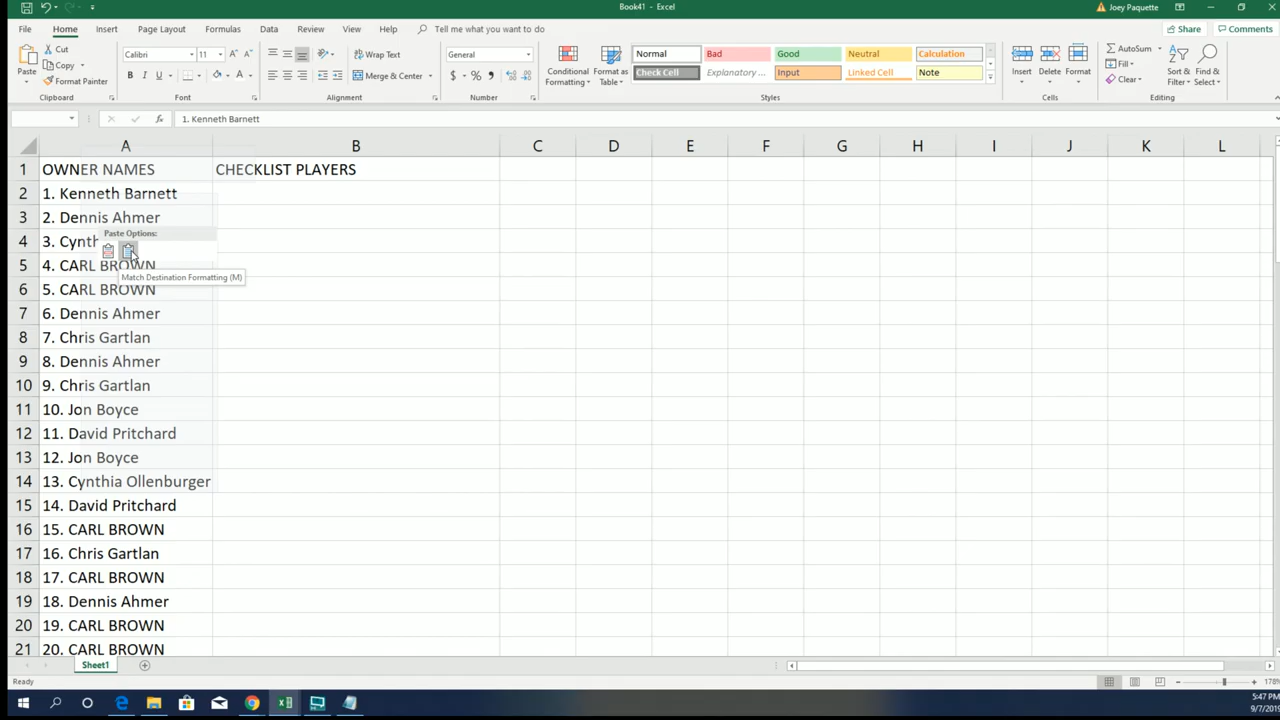 Book41 - Excel
Joey Paquette
File Home Insert Page Layout Formulas Data Review View Help Tell me what you want to do Share Comments
Paste
Cut
Copy
Format Painter
Clipboard
Calibri 11
B I U
Font
Wrap Text
Merge & Center
Alignment
General
$ % ,
Number
Conditional Formatting
Format as Table
Normal Bad Good Neutral Calculation
Check Cell Explanatory ... Input Linked Cell Note
Styles
Insert Delete Format
Cells
AutoSum
Fill
Clear
Sort & Filter
Find & Select
Editing
fx 1. Kenneth Barnett
A B C D E F G H I J K L
1 OWNER NAMES CHECKLIST PLAYERS
2 1. Kenneth Barnett
3 2. Dennis Ahmer
Paste Options:
4 3. Cynth
5 4. CARL BROWN
Match Destination Formatting (M)
6 5. CARL BROWN
7 6. Dennis Ahmer
8 7. Chris Gartlan
9 8. Dennis Ahmer
10 9. Chris Gartlan
11 10. Jon Boyce
12 11. David Pritchard
13 12. Jon Boyce
14 13. Cynthia Ollenburger
15 14. David Pritchard
16 15. CARL BROWN
17 16. Chris Gartlan
18 17. CARL BROWN
19 18. Dennis Ahmer
20 19. CARL BROWN
21 20. CARL BROWN
Sheet1
Ready
178%
5:47 PM
9/7/2019